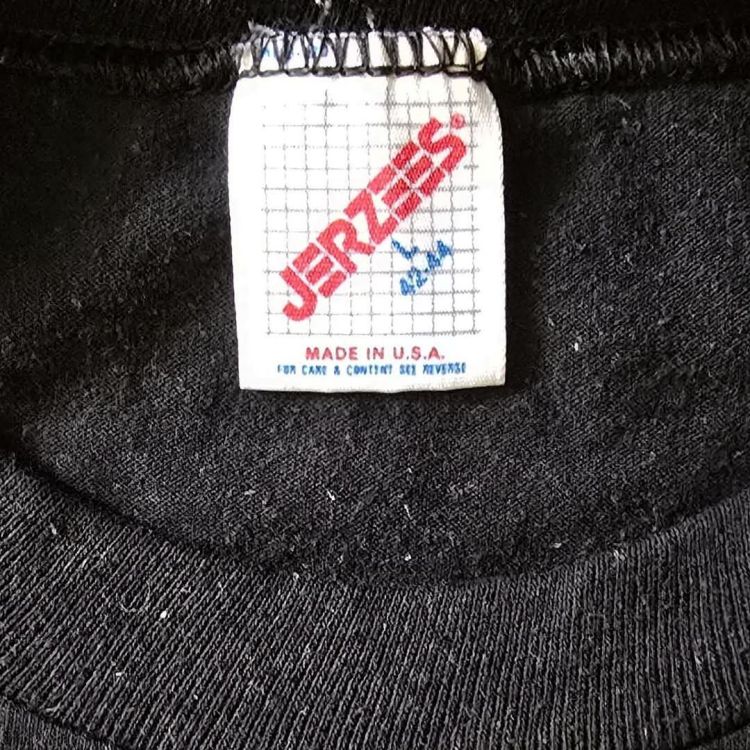 JERZEES®
L
42-44
MADE IN U.S.A.
FOR CARE & CONTENT SEE REVERSE